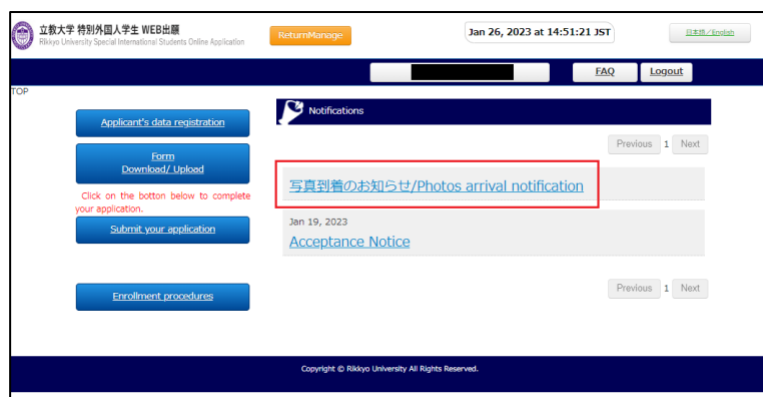 立教大学 特別外国人学生 WEB出願
Rikkyo University Special International Students Online Application
ReturnManage
Jan 26, 2023 at 14:51:21 JST
日本語/English
FAQ
Logout
TOP
Applicant's data registration
Form
Download/ Upload
Click on the botton below to complete
your application.
Submit your application
Enrollment procedures
Notifications
Previous 1 Next
写真到着のお知らせ/Photos arrival notification
Jan 19, 2023
Acceptance Notice
Previous 1 Next
Copyright © Rikkyo University All Rights Reserved.